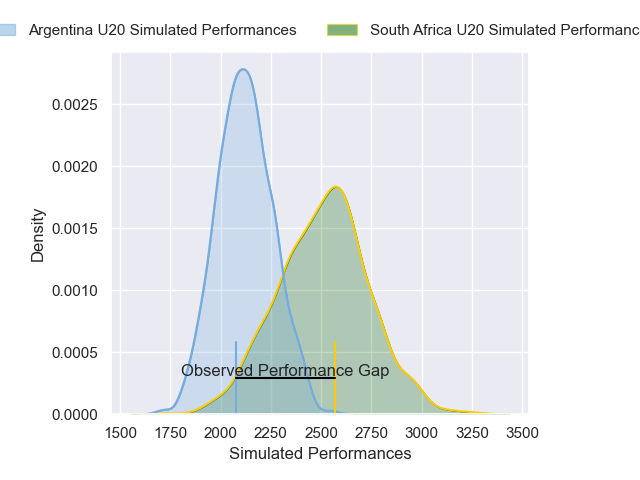 Argentina U20 Simulated Performances
South Africa U20 Simulated Performanc
0.0025
0.0020
0.0015
0.0010
0.0005
0.0000
Density
Observed Performance Gap
1500 1750 2000 2250 2500 2750 3000 3250 3500
Simulated Performances